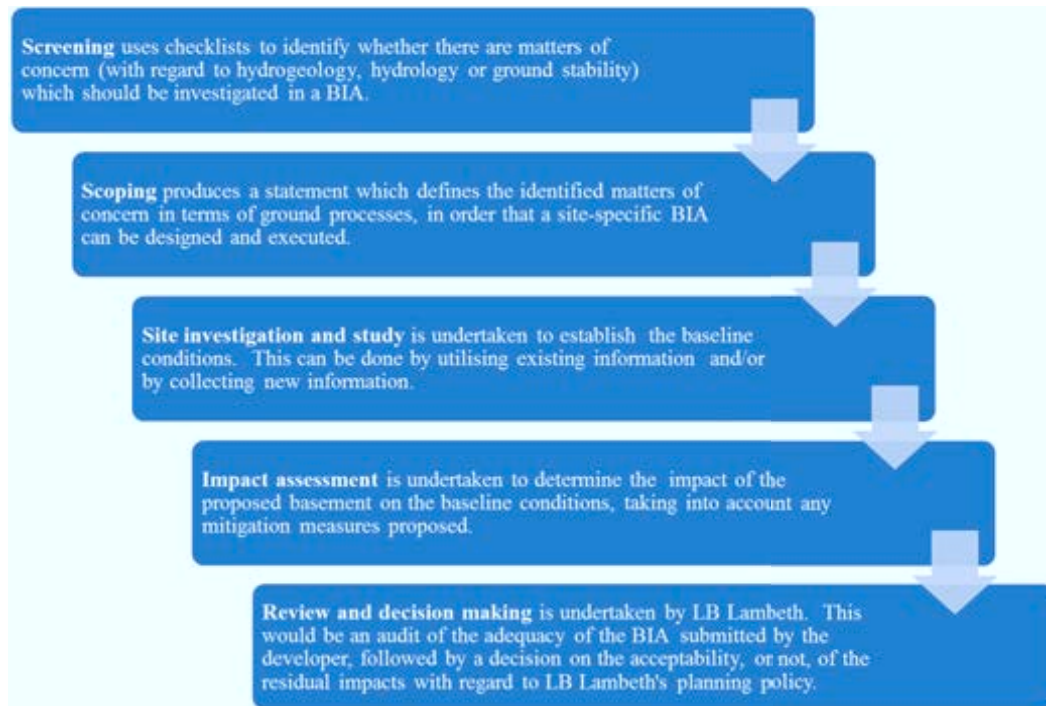 Screening uses checklists to identify whether there are matters of
concern (with regard to hydrogeology, hydrology or ground stability)
which should be investigated in a BIA.
Scoping produces a statement which defines the identified matters of
concern in terms of ground processes, in order that a site-specific BIA
can be designed and executed.
Site investigation and study is undertaken to establish the baseline
conditions. This can be done by utilising existing information and/or
by collecting new information.
Impact assessment is undertaken to determine the impact of the
proposed basement on the baseline conditions, taking into account any
mitigation measures proposed.
Review and decision making is undertaken by LB Lambeth. This
would be an audit of the adequacy of the BIA submitted by the
developer, followed by a decision on the acceptability, or not, of the
residual impacts with regard to LB Lambeth's planning policy.